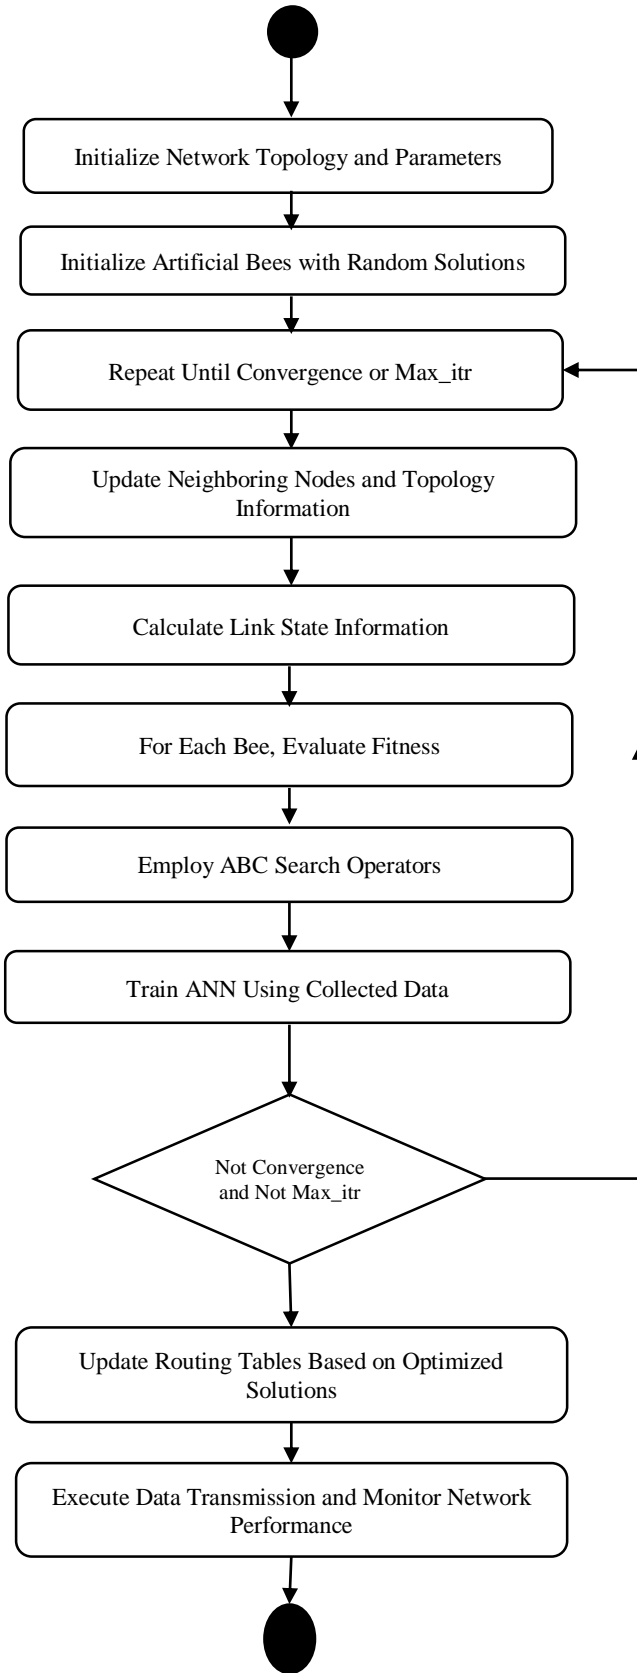 Initialize Network Topology and Parameters
Initialize Artificial Bees with Random Solutions
Repeat Until Convergence or Max_itr
Update Neighboring Nodes and Topology
Information
Calculate Link State Information
For Each Bee, Evaluate Fitness
Employ ABC Search Operators
Train ANN Using Collected Data
Not Convergence
and Not Max_itr
Update Routing Tables Based on Optimized
Solutions
Execute Data Transmission and Monitor Network
Performance